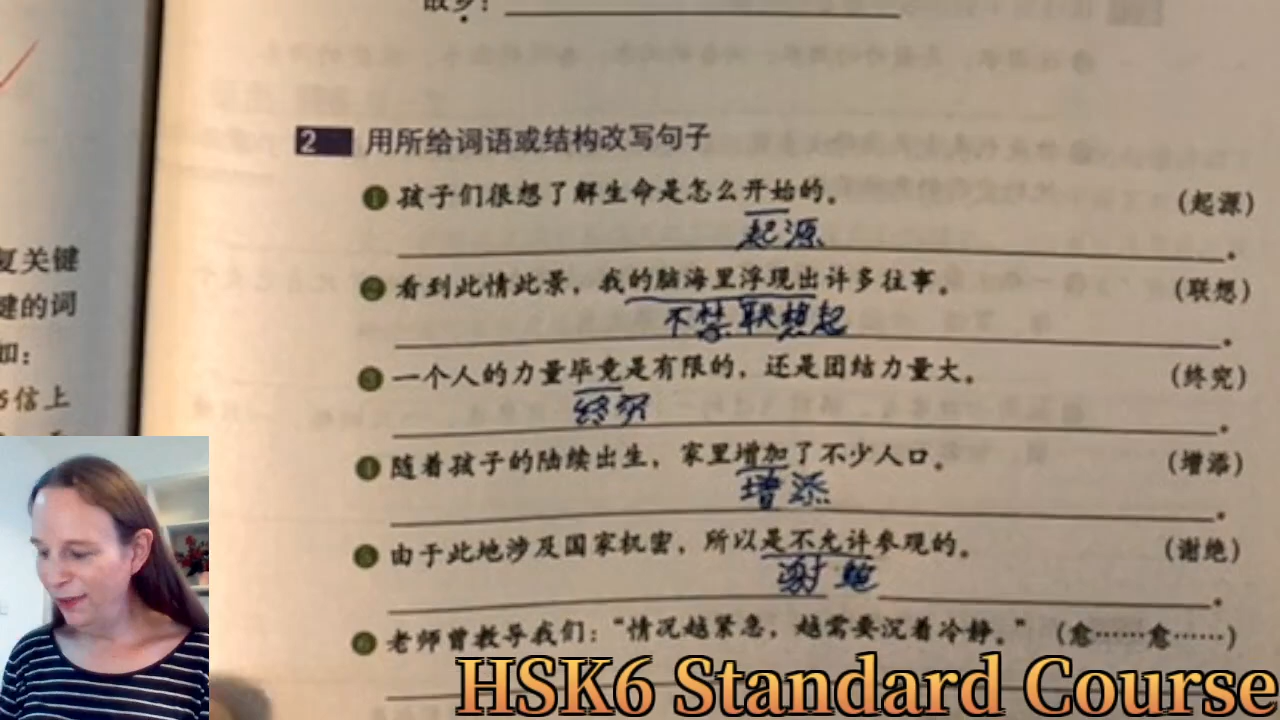 故乡：
2 用所给词语或结构改写句子
1 孩子们很想了解生命是怎么开始的。 （起源）
起源
2 看到此情此景，我的脑海里浮现出许多往事。 （联想）
不禁联想起
3 一个人的力量毕竟是有限的，还是团结力量大。 （终究）
终究
4 随着孩子的陆续出生，家里增加了不少人口。 （增添）
增添
5 由于此地涉及国家机密，所以是不允许参观的。 （谢绝）
谢绝
6 老师曾教导我们：“情况越紧急，越需要沉着冷静。” （愈……愈……）
复关键
键的词
如：
信上
HSK6 Standard Course